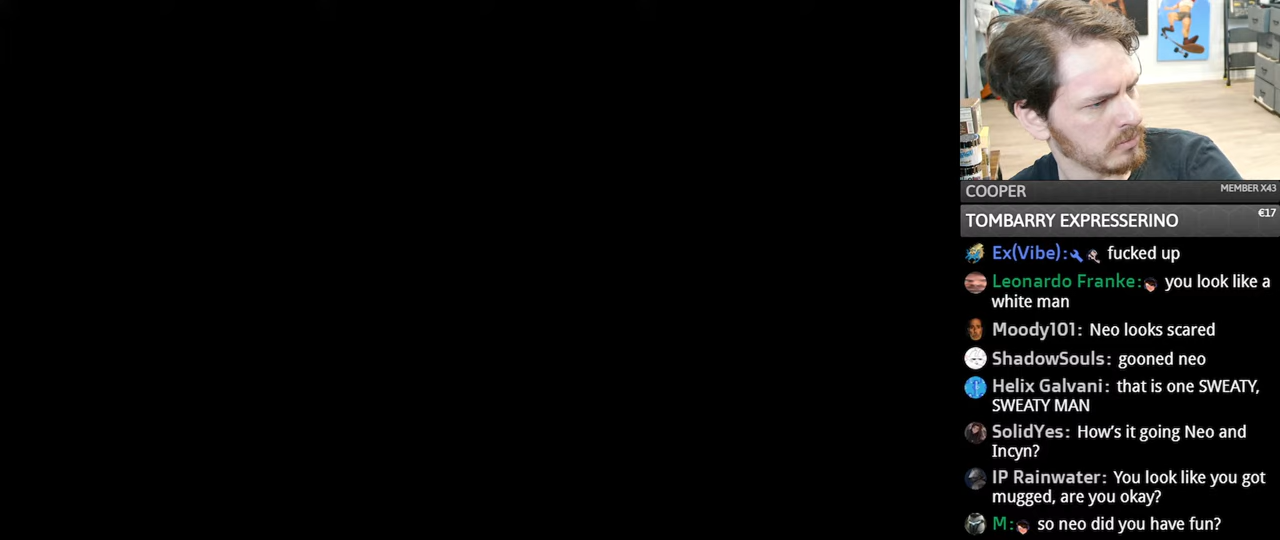 COOPER
MEMBER X43
TOMBARRY EXPRESSERINO
€17
Ex(Vibe): fucked up
Leonardo Franke: you look like a
white man
Moody101: Neo looks scared
ShadowSouls: gooned neo
Helix Galvani: that is one SWEATY,
SWEATY MAN
SolidYes: How's it going Neo and
Incyn?
IP Rainwater: You look like you got
mugged, are you okay?
M: so neo did you have fun?